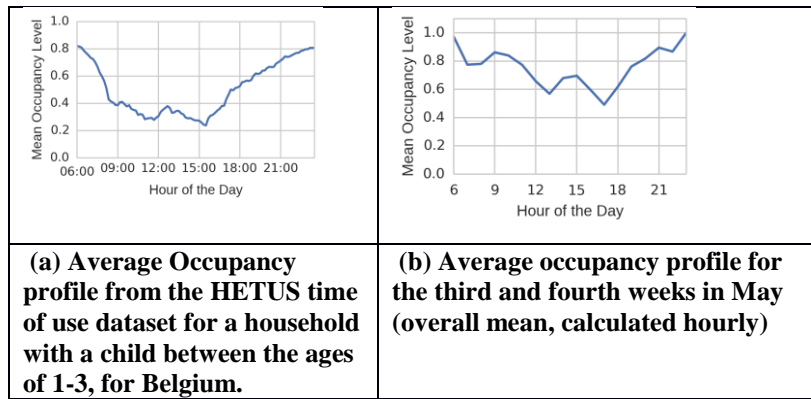 1.0
0.8
0.6
0.4
0.2
0.0
Mean Occupancy Level
06:00 09:00 12:00 15:00 18:00 21:00
Hour of the Day
1.0
0.8
0.6
0.4
0.2
0.0
Mean Occupancy Level
6 9 12 15 18 21
Hour of the Day
(a) Average Occupancy
profile from the HETUS time
of use dataset for a household
with a child between the ages
of 1-3, for Belgium.
(b) Average occupancy profile for
the third and fourth weeks in May
(overall mean, calculated hourly)